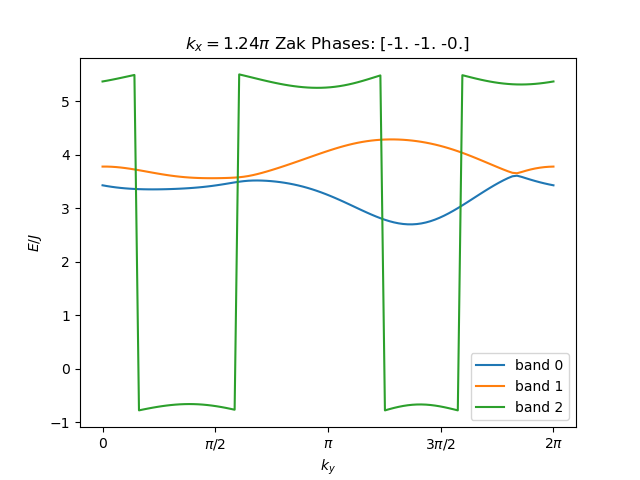 $k_x = 1.24\pi$ Zak Phases: [-1. -1. -0.]
E/J
5
4
3
2
1
0
−1
0 π/2 π 3π/2 2π
$k_y$
band 0
band 1
band 2